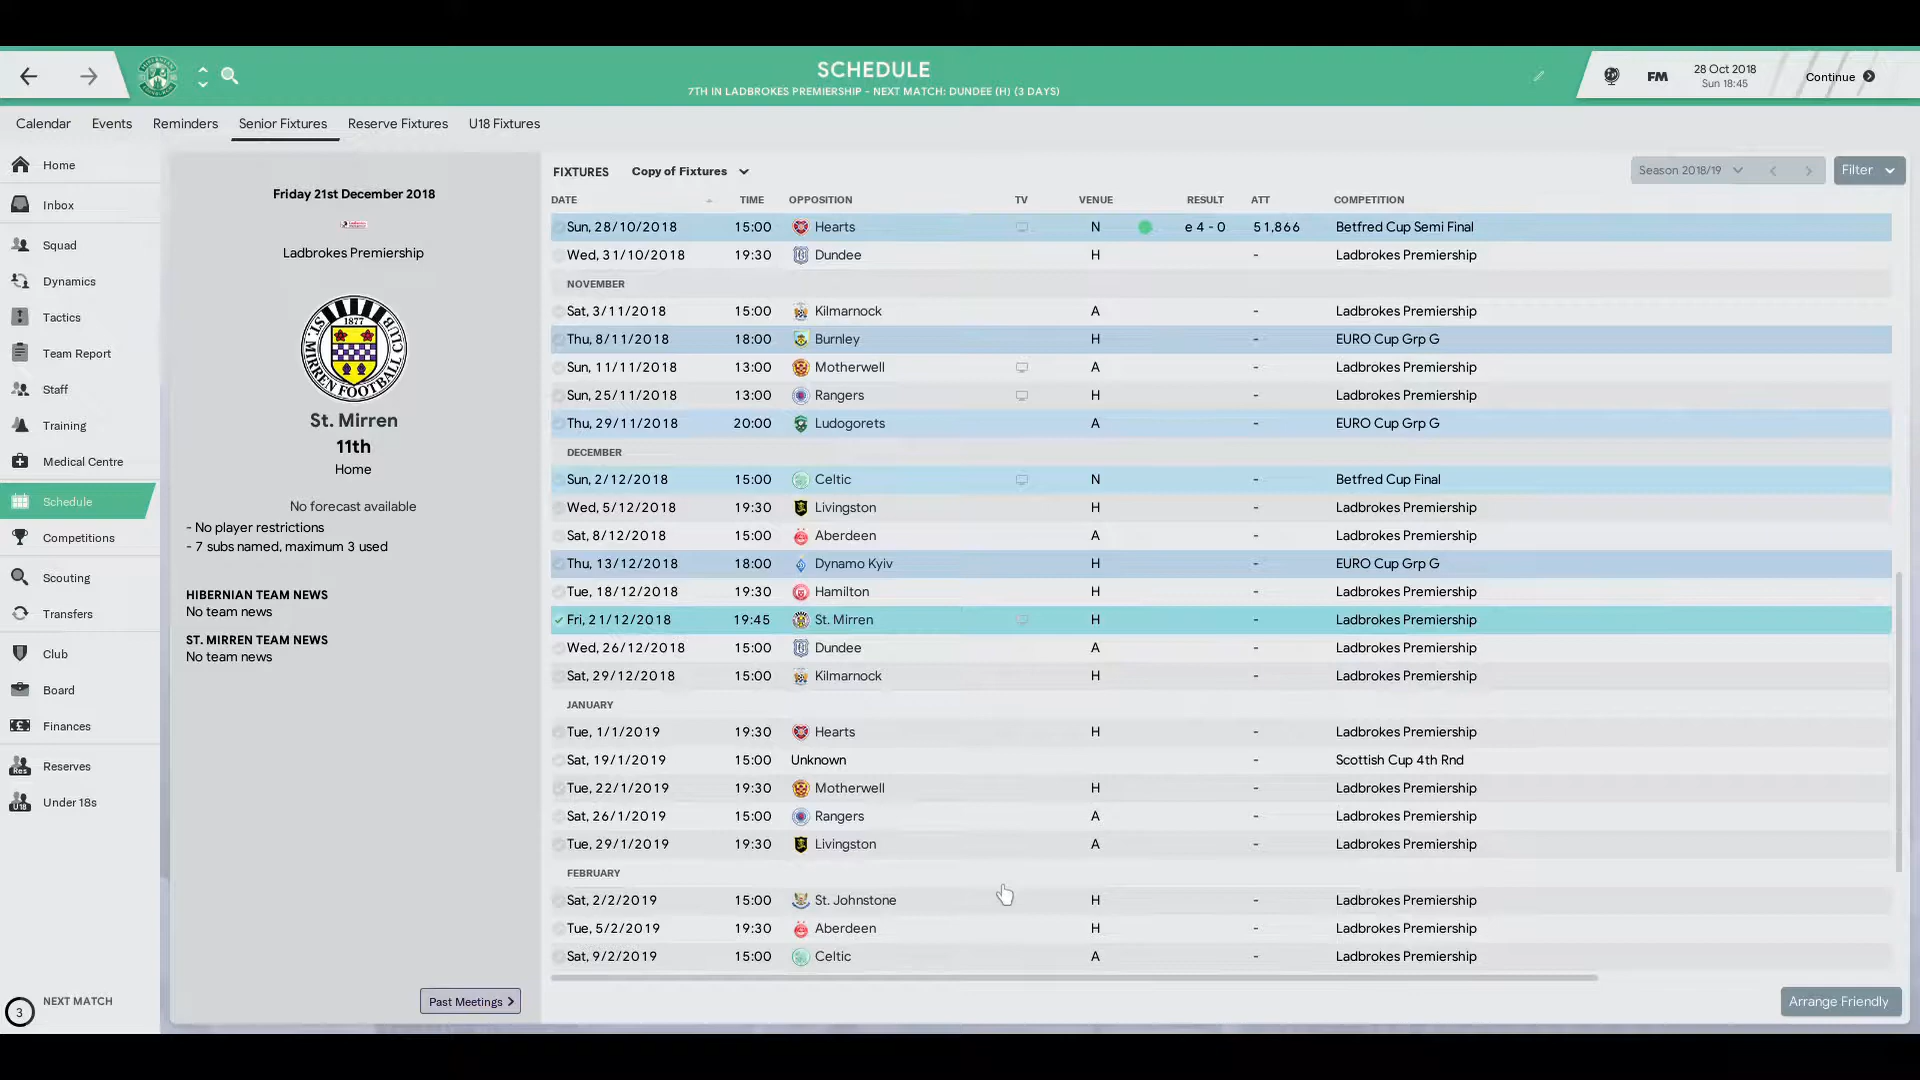 SCHEDULE
7TH IN LADBROKES PREMIERSHIP - NEXT MATCH: DUNDEE (H) (3 DAYS)
FM
28 Oct 2018
Sun 18:45
Continue
Calendar Events Reminders Senior Fixtures Reserve Fixtures U18 Fixtures
Home
Inbox
Squad
Dynamics
Tactics
Team Report
Staff
Training
Medical Centre
Schedule
Competitions
Scouting
Transfers
Club
Board
Finances
Res Reserves
U18 Under 18s
3 NEXT MATCH
Friday 21st December 2018
Ladbrokes Premiership
1877
ST. MIRREN FOOTBALL CLUB
St. Mirren
11th
Home
No forecast available
- No player restrictions
- 7 subs named, maximum 3 used
HIBERNIAN TEAM NEWS
No team news
ST. MIRREN TEAM NEWS
No team news
Past Meetings
FIXTURES Copy of Fixtures
Season 2018/19
Filter
DATE TIME OPPOSITION TV VENUE RESULT ATT COMPETITION
Sun, 28/10/2018 15:00 Hearts N e 4 - 0 51,866 Betfred Cup Semi Final
Wed, 31/10/2018 19:30 Dundee H - Ladbrokes Premiership
NOVEMBER
Sat, 3/11/2018 15:00 Kilmarnock A - Ladbrokes Premiership
Thu, 8/11/2018 18:00 Burnley H - EURO Cup Grp G
Sun, 11/11/2018 13:00 Motherwell A - Ladbrokes Premiership
Sun, 25/11/2018 13:00 Rangers H - Ladbrokes Premiership
Thu, 29/11/2018 20:00 Ludogorets A - EURO Cup Grp G
DECEMBER
Sun, 2/12/2018 15:00 Celtic N - Betfred Cup Final
Wed, 5/12/2018 19:30 Livingston H - Ladbrokes Premiership
Sat, 8/12/2018 15:00 Aberdeen A - Ladbrokes Premiership
Thu, 13/12/2018 18:00 Dynamo Kyiv H - EURO Cup Grp G
Tue, 18/12/2018 19:30 Hamilton H - Ladbrokes Premiership
Fri, 21/12/2018 19:45 St. Mirren H - Ladbrokes Premiership
Wed, 26/12/2018 15:00 Dundee A - Ladbrokes Premiership
Sat, 29/12/2018 15:00 Kilmarnock H - Ladbrokes Premiership
JANUARY
Tue, 1/1/2019 19:30 Hearts H - Ladbrokes Premiership
Sat, 19/1/2019 15:00 Unknown - Scottish Cup 4th Rnd
Tue, 22/1/2019 19:30 Motherwell H - Ladbrokes Premiership
Sat, 26/1/2019 15:00 Rangers A - Ladbrokes Premiership
Tue, 29/1/2019 19:30 Livingston A - Ladbrokes Premiership
FEBRUARY
Sat, 2/2/2019 15:00 St. Johnstone H - Ladbrokes Premiership
Tue, 5/2/2019 19:30 Aberdeen H - Ladbrokes Premiership
Sat, 9/2/2019 15:00 Celtic A - Ladbrokes Premiership
Arrange Friendly